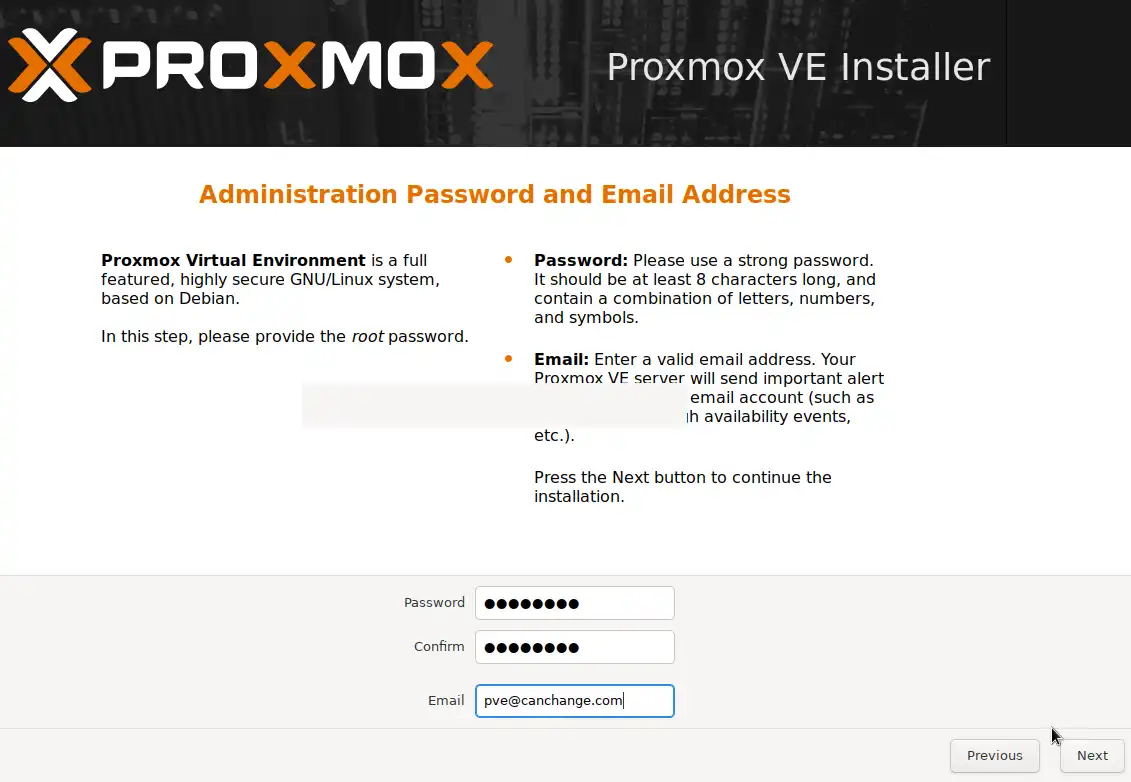 PROXMOX
Proxmox VE Installer
Administration Password and Email Address
Proxmox Virtual Environment is a full
featured, highly secure GNU/Linux system,
based on Debian.
In this step, please provide the root password.
Password: Please use a strong password.
It should be at least 8 characters long, and
contain a combination of letters, numbers,
and symbols.
Email: Enter a valid email address. Your
Proxmox VE server will send important alert
email account (such as
availability events,
etc.).
Press the Next button to continue the
installation.
Password ●●●●●●●●
Confirm ●●●●●●●●
Email pve@canchange.com
Previous Next